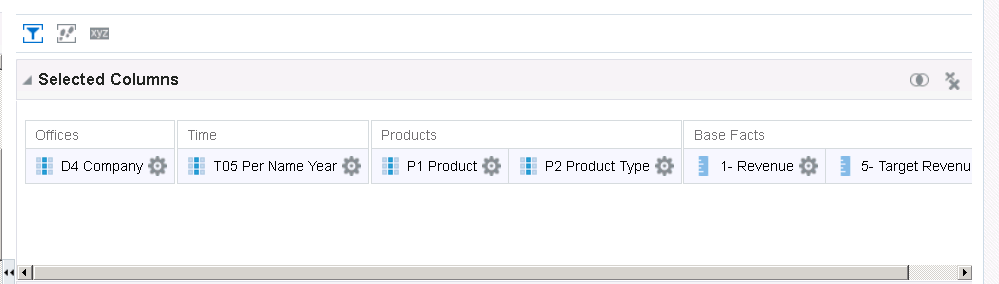 xyz
Selected Columns
Offices Time Products Base Facts
D4 Company T05 Per Name Year P1 Product P2 Product Type 1- Revenue 5- Target Revenu